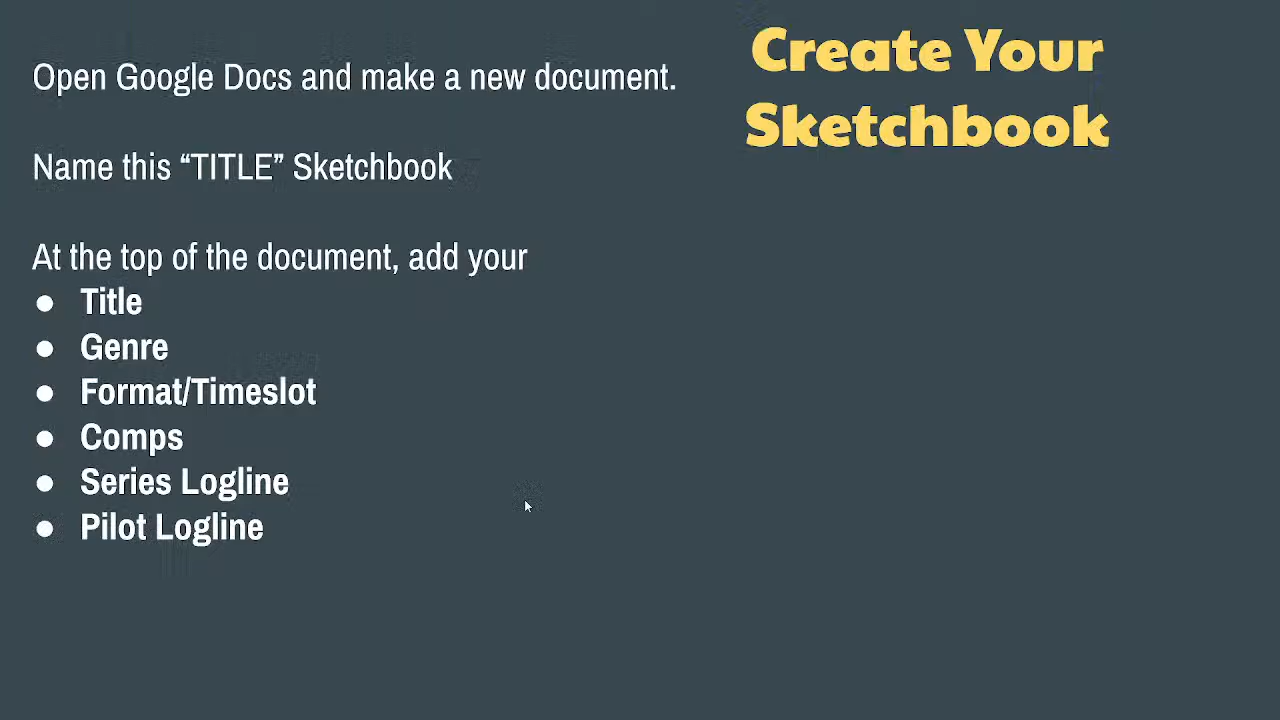 Create Your
Sketchbook
Open Google Docs and make a new document.
Name this “TITLE” Sketchbook
At the top of the document, add your
● Title
● Genre
● Format/Timeslot
● Comps
● Series Logline
● Pilot Logline